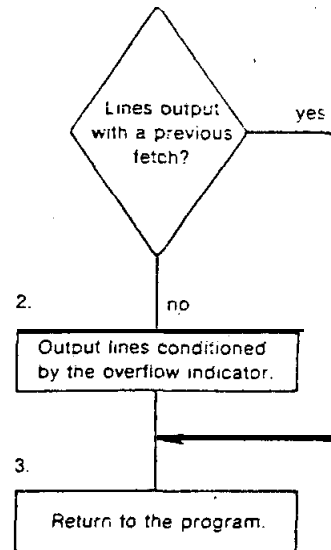 Lines output
with a previous
fetch?
yes
2.
no
Output lines conditioned
by the overflow indicator.
3.
Return to the program.